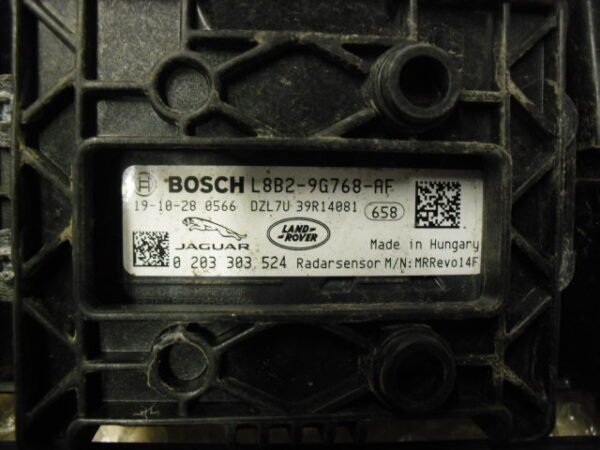 BOSCH L8B2-9G768-AF
19-10-28 0566 DZL7U 39R14081 658
JAGUAR LAND-ROVER Made in Hungary
0 203 303 524 Radarsensor M/N:MRRevo14F